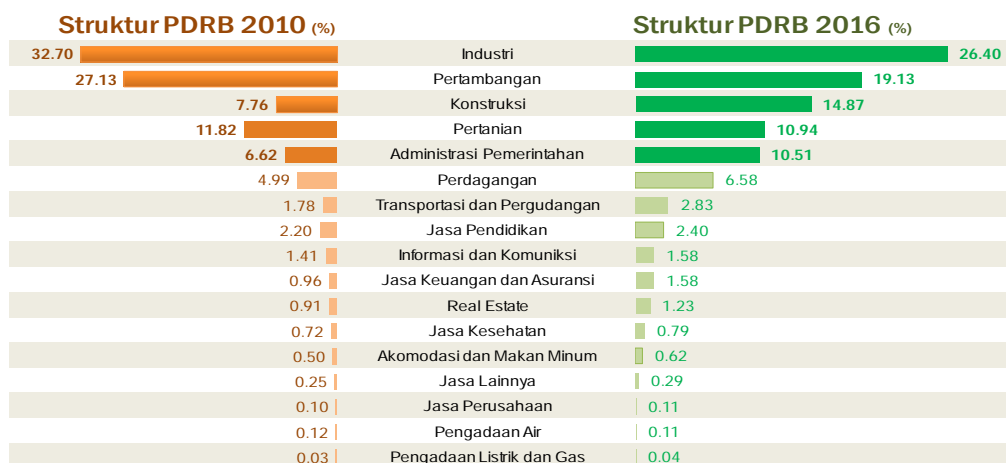 Struktur PDRB 2010 (%) Struktur PDRB 2016 (%)
32.70 Industri 26.40
27.13 Pertambangan 19.13
7.76 Konstruksi 14.87
11.82 Pertanian 10.94
6.62 Administrasi Pemerintahan 10.51
4.99 Perdagangan 6.58
1.78 Transportasi dan Pergudangan 2.83
2.20 Jasa Pendidikan 2.40
1.41 Informasi dan Komuniksi 1.58
0.96 Jasa Keuangan dan Asuransi 1.58
0.91 Real Estate 1.23
0.72 Jasa Kesehatan 0.79
0.50 Akomodasi dan Makan Minum 0.62
0.25 Jasa Lainnya 0.29
0.10 Jasa Perusahaan 0.11
0.12 Pengadaan Air 0.11
0.03 Pengadaan Listrik dan Gas 0.04